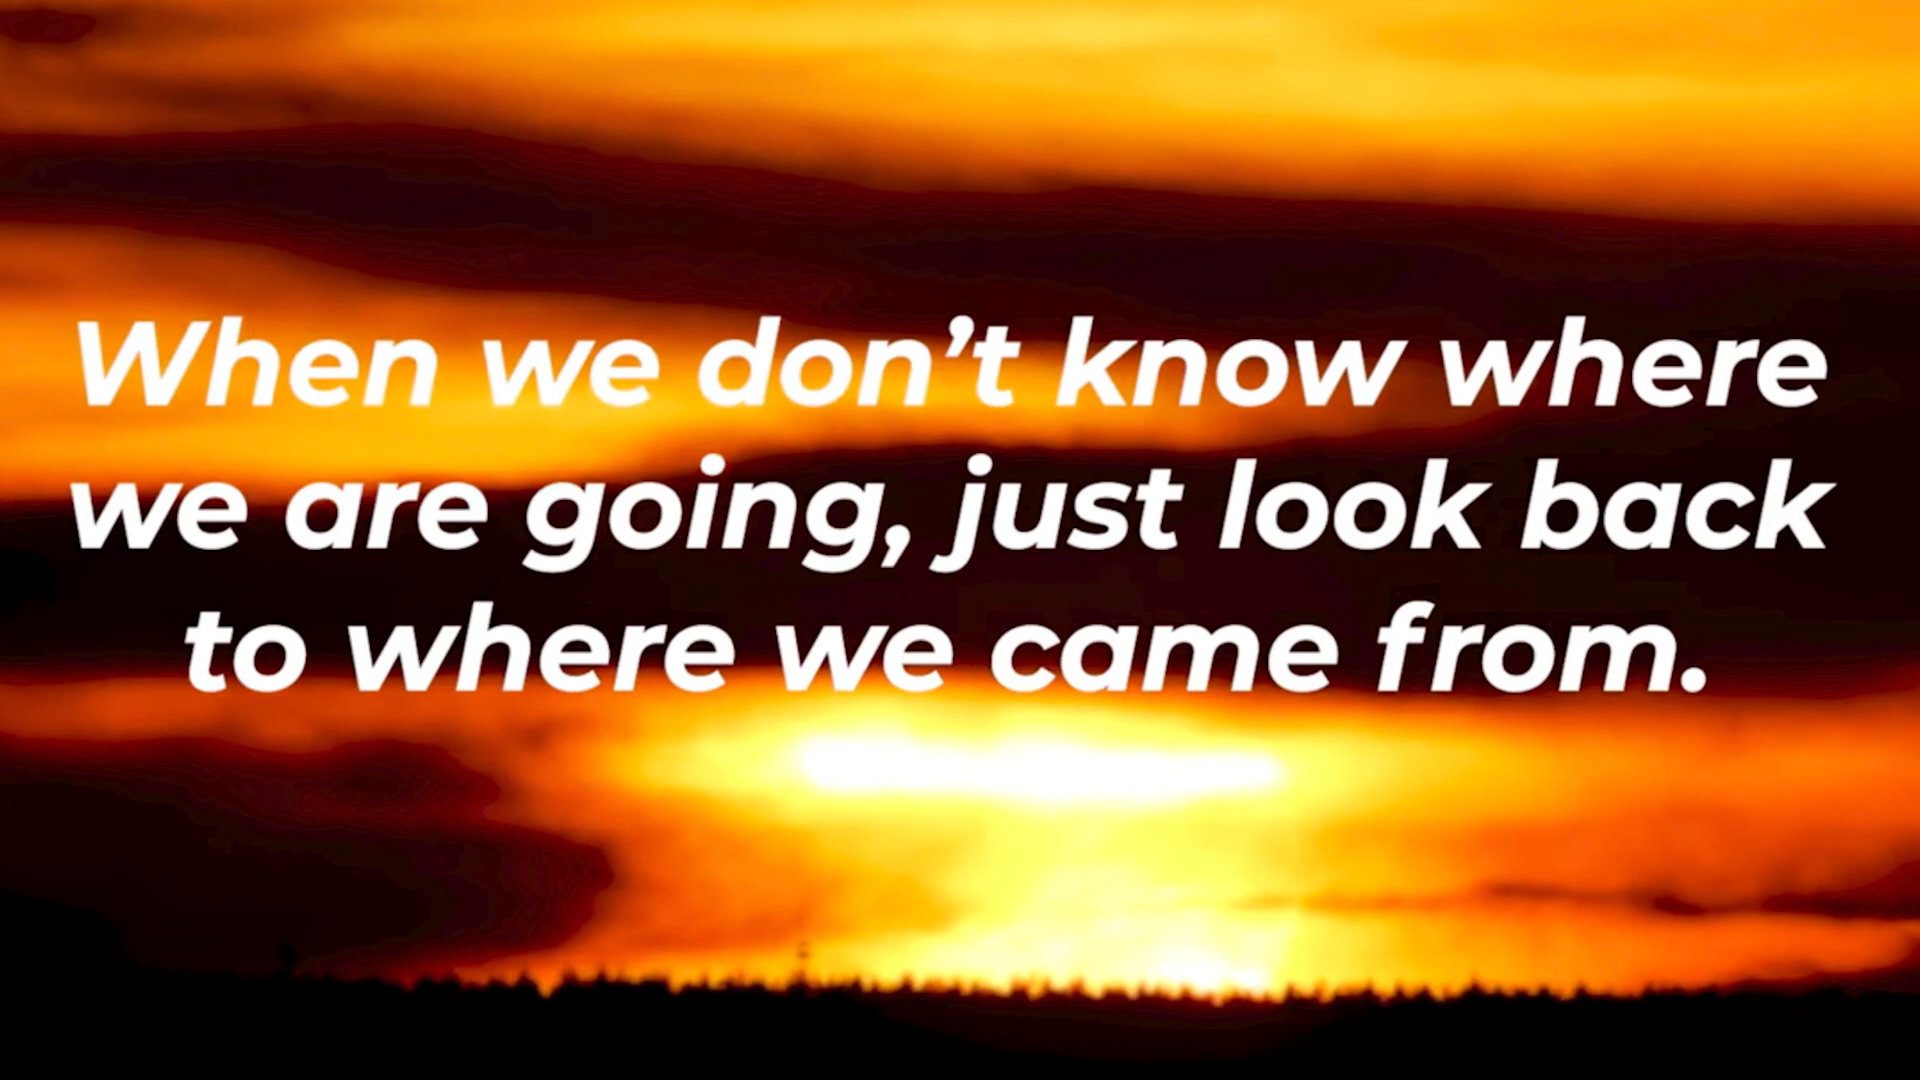 When we don’t know where
we are going, just look back
to where we came from.